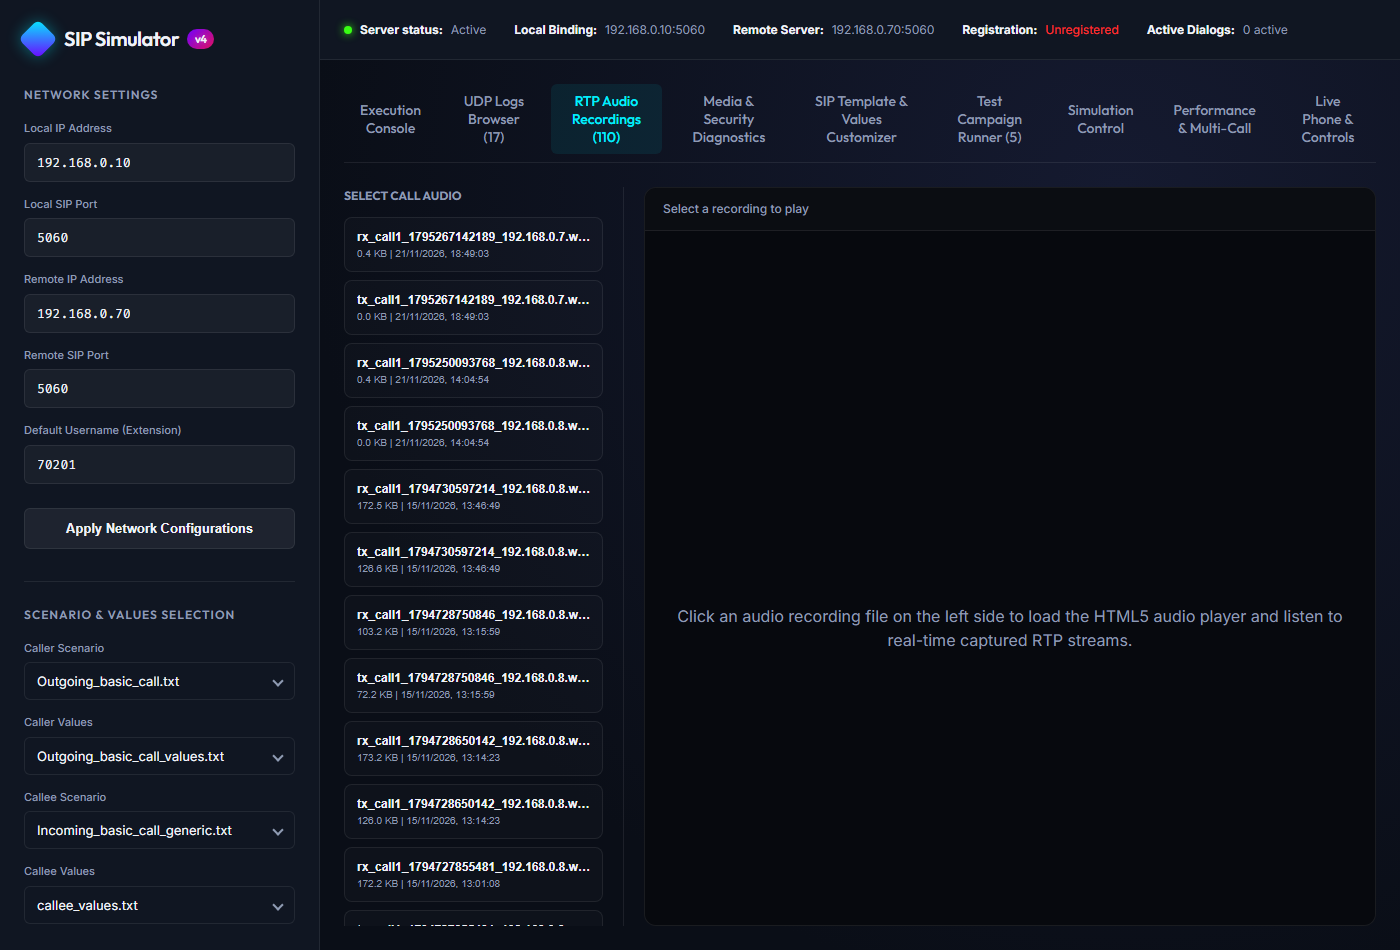 SIP Simulator v4
NETWORK SETTINGS
Local IP Address
192.168.0.10
Local SIP Port
5060
Remote IP Address
192.168.0.70
Remote SIP Port
5060
Default Username (Extension)
70201
Apply Network Configurations
SCENARIO & VALUES SELECTION
Caller Scenario
Outgoing_basic_call.txt
Caller Values
Outgoing_basic_call_values.txt
Callee Scenario
Incoming_basic_call_generic.txt
Callee Values
callee_values.txt
Server status: Active Local Binding: 192.168.0.10:5060 Remote Server: 192.168.0.70:5060 Registration: Unregistered Active Dialogs: 0 active
Execution
Console
UDP Logs
Browser
(17)
RTP Audio
Recordings
(110)
Media &
Security
Diagnostics
SIP Template &
Values
Customizer
Test
Campaign
Runner (5)
Simulation
Control
Performance
& Multi-Call
Live
Phone &
Controls
SELECT CALL AUDIO
rx_call1_1795267142189_192.168.0.7.w...
0.4 KB | 21/11/2026, 18:49:03
tx_call1_1795267142189_192.168.0.7.w...
0.0 KB | 21/11/2026, 18:49:03
rx_call1_1795250093768_192.168.0.8.w...
0.4 KB | 21/11/2026, 14:04:54
tx_call1_1795250093768_192.168.0.8.w...
0.0 KB | 21/11/2026, 14:04:54
rx_call1_1794730597214_192.168.0.8.w...
172.5 KB | 15/11/2026, 13:46:49
tx_call1_1794730597214_192.168.0.8.w...
126.6 KB | 15/11/2026, 13:46:49
rx_call1_1794728750846_192.168.0.8.w...
103.2 KB | 15/11/2026, 13:15:59
tx_call1_1794728750846_192.168.0.8.w...
72.2 KB | 15/11/2026, 13:15:59
rx_call1_1794728650142_192.168.0.8.w...
173.2 KB | 15/11/2026, 13:14:23
tx_call1_1794728650142_192.168.0.8.w...
126.0 KB | 15/11/2026, 13:14:23
rx_call1_1794727855481_192.168.0.8.w...
172.2 KB | 15/11/2026, 13:01:08
Select a recording to play
Click an audio recording file on the left side to load the HTML5 audio player and listen to
real-time captured RTP streams.